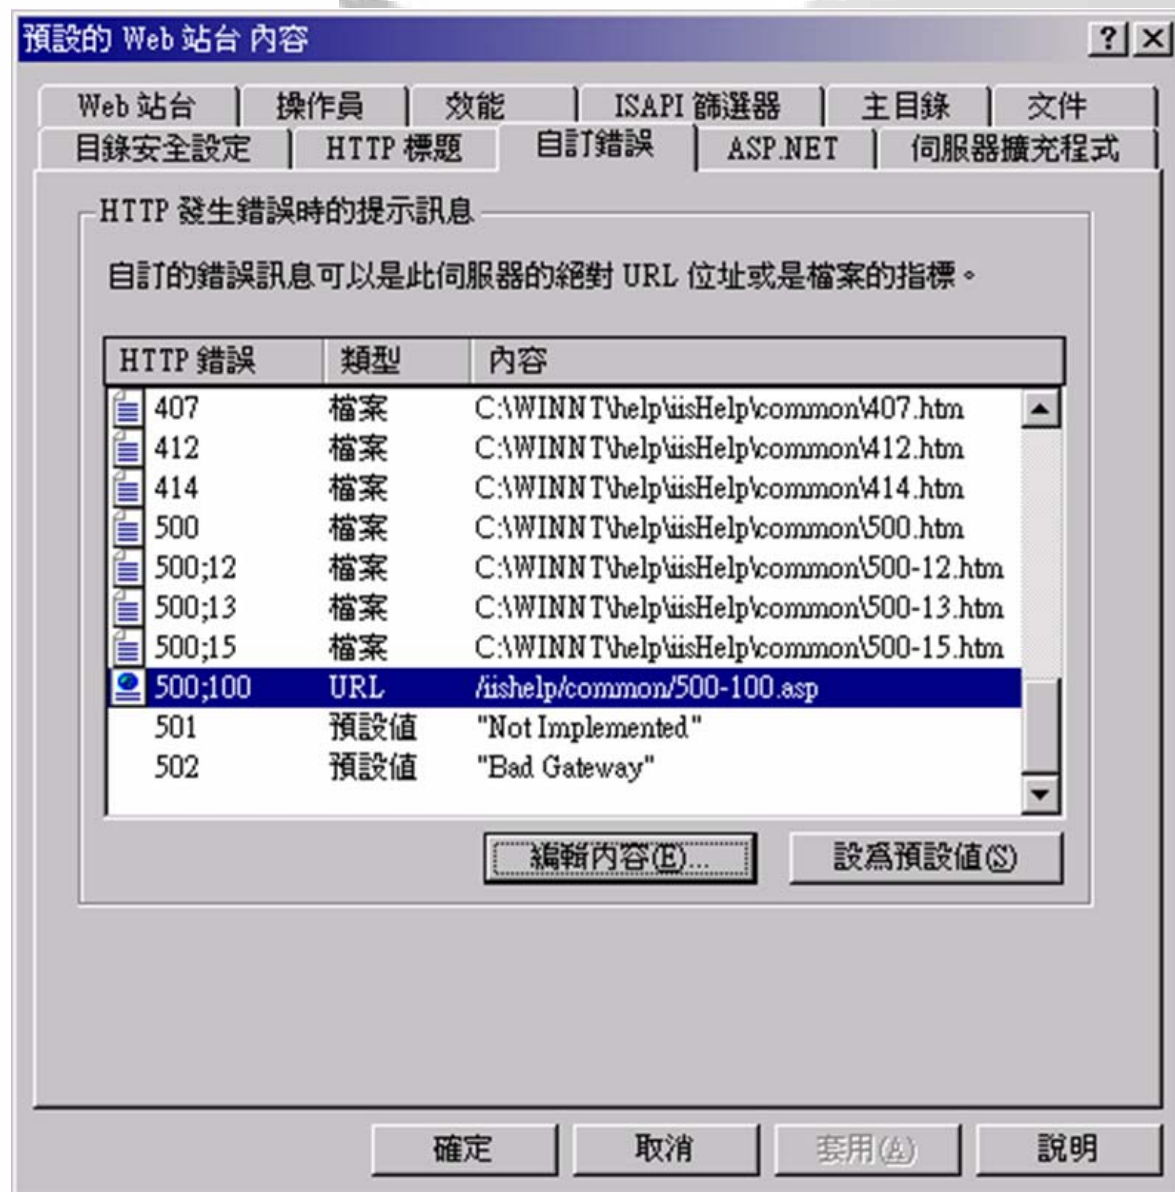 預設的 Web 站台 內容
Web 站台 操作員 效能 ISAPI 篩選器 主目錄 文件
目錄安全設定 HTTP 標題 自訂錯誤 ASP.NET 伺服器擴充程式
HTTP 發生錯誤時的提示訊息
自訂的錯誤訊息可以是此伺服器的絕對 URL 位址或是檔案的指標。
HTTP 錯誤 類型 內容
407 檔案 C:\WINNT\help\iisHelp\common\407.htm
412 檔案 C:\WINNT\help\iisHelp\common\412.htm
414 檔案 C:\WINNT\help\iisHelp\common\414.htm
500 檔案 C:\WINNT\help\iisHelp\common\500.htm
500;12 檔案 C:\WINNT\help\iisHelp\common\500-12.htm
500;13 檔案 C:\WINNT\help\iisHelp\common\500-13.htm
500;15 檔案 C:\WINNT\help\iisHelp\common\500-15.htm
500;100 URL /iishelp/common/500-100.asp
501 預設值 "Not Implemented"
502 預設值 "Bad Gateway"
編輯內容(E)... 設爲預設值(S)
確定 取消 套用(A) 說明